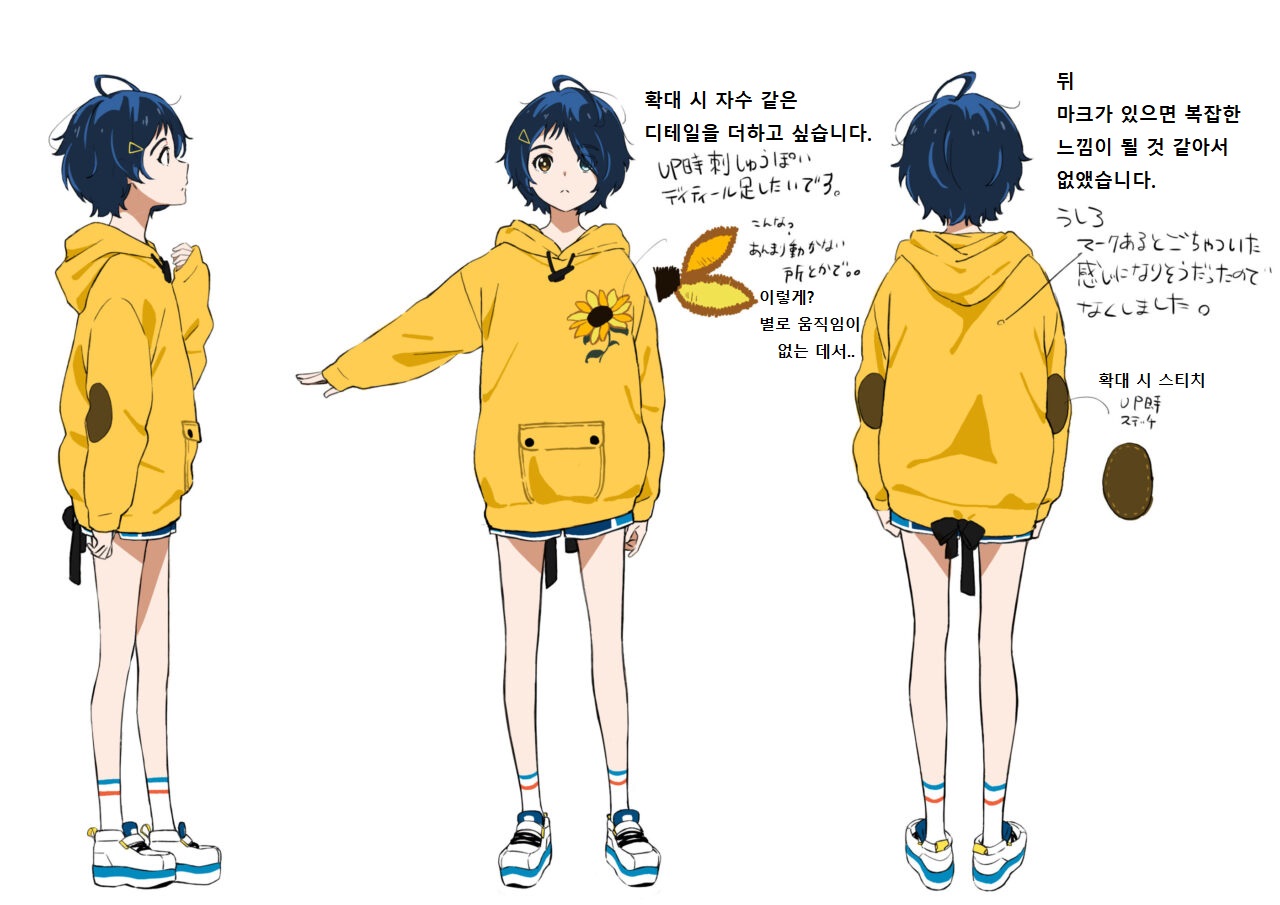 확대 시 자수 같은
디테일을 더하고 싶습니다.
UP時刺しゅうぽい
ディティール足したいです。
こんな?
あんまり動かない
所とかで。。
이렇게?
별로 움직임이
없는 데서..
뒤
마크가 있으면 복잡한
느낌이 될 것 같아서
없앴습니다.
うしろ
マークあるとごちゃついた
感じになりそうだったので
なくしました。
확대 시 스티치
UP時
ステッチ